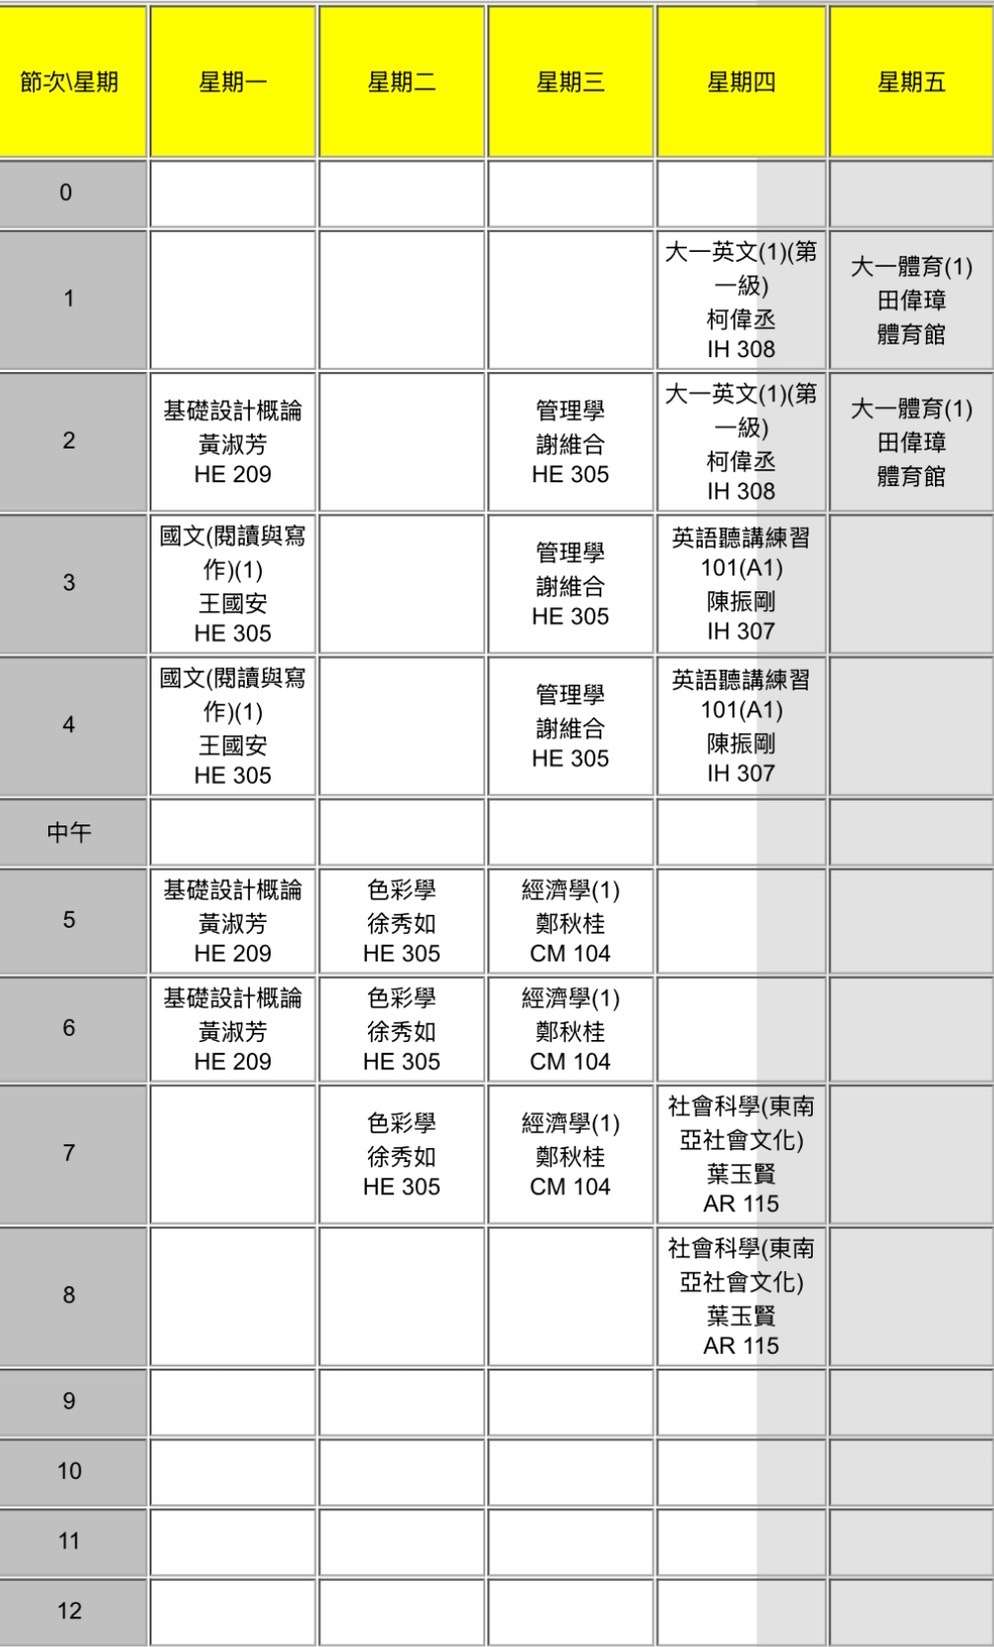 節次\星期
星期一
星期二
星期三
星期四
星期五
0
1
大一英文(1)(第
一級)
柯偉丞
IH 308
大一體育(1)
田偉璋
體育館
2
基礎設計概論
黃淑芳
HE 209
管理學
謝維合
HE 305
大一英文(1)(第
一級)
柯偉丞
IH 308
大一體育(1)
田偉璋
體育館
3
國文(閱讀與寫
作)(1)
王國安
HE 305
管理學
謝維合
HE 305
英語聽講練習
101(A1)
陳振剛
IH 307
4
國文(閱讀與寫
作)(1)
王國安
HE 305
管理學
謝維合
HE 305
英語聽講練習
101(A1)
陳振剛
IH 307
中午
5
基礎設計概論
黃淑芳
HE 209
色彩學
徐秀如
HE 305
經濟學(1)
鄭秋桂
CM 104
6
基礎設計概論
黃淑芳
HE 209
色彩學
徐秀如
HE 305
經濟學(1)
鄭秋桂
CM 104
7
色彩學
徐秀如
HE 305
經濟學(1)
鄭秋桂
CM 104
社會科學(東南
亞社會文化)
葉玉賢
AR 115
8
社會科學(東南
亞社會文化)
葉玉賢
AR 115
9
10
11
12